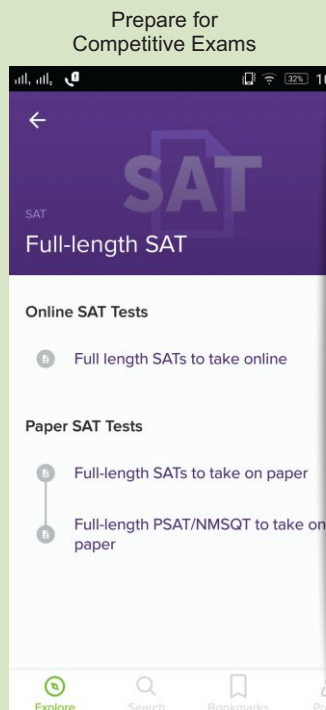 Prepare for
Competitive Exams
32%
SAT
SAT
Full-length SAT
Online SAT Tests
Full length SATs to take online
Paper SAT Tests
Full-length SATs to take on paper
Full-length PSAT/NMSQT to take on
paper
Explore
Search
Bookmarks